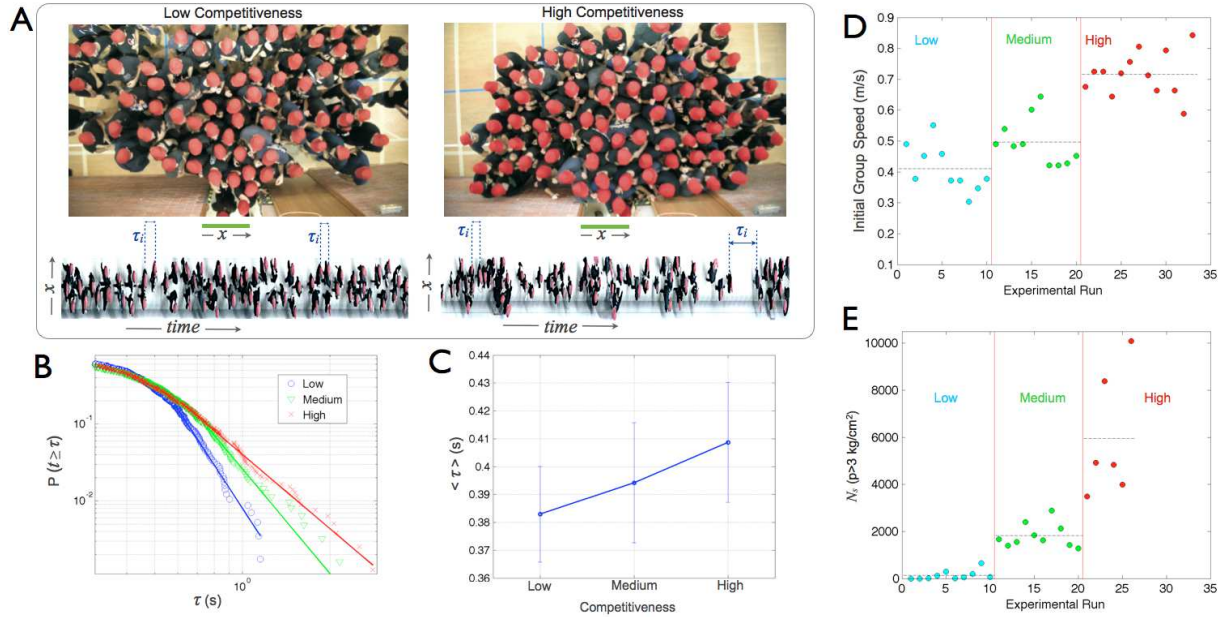 A
Low Competitiveness
High Competitiveness
τi
τi
τi
τi
x
x
x
x
time
time
B
P (t ≥ τ)
10⁻¹
10⁻²
Low
Medium
High
10⁰
τ (s)
C
< τ > (s)
0.44
0.43
0.42
0.41
0.4
0.39
0.38
0.37
0.36
Low
Medium
High
Competitiveness
D
Initial Group Speed (m/s)
0.9
0.8
0.7
0.6
0.5
0.4
0.3
0.2
0.1
Low
Medium
High
0 5 10 15 20 25 30 35
Experimental Run
E
Ns (p>3 kg/cm²)
10000
8000
6000
4000
2000
0
Low
Medium
High
0 5 10 15 20 25 30 35
Experimental Run